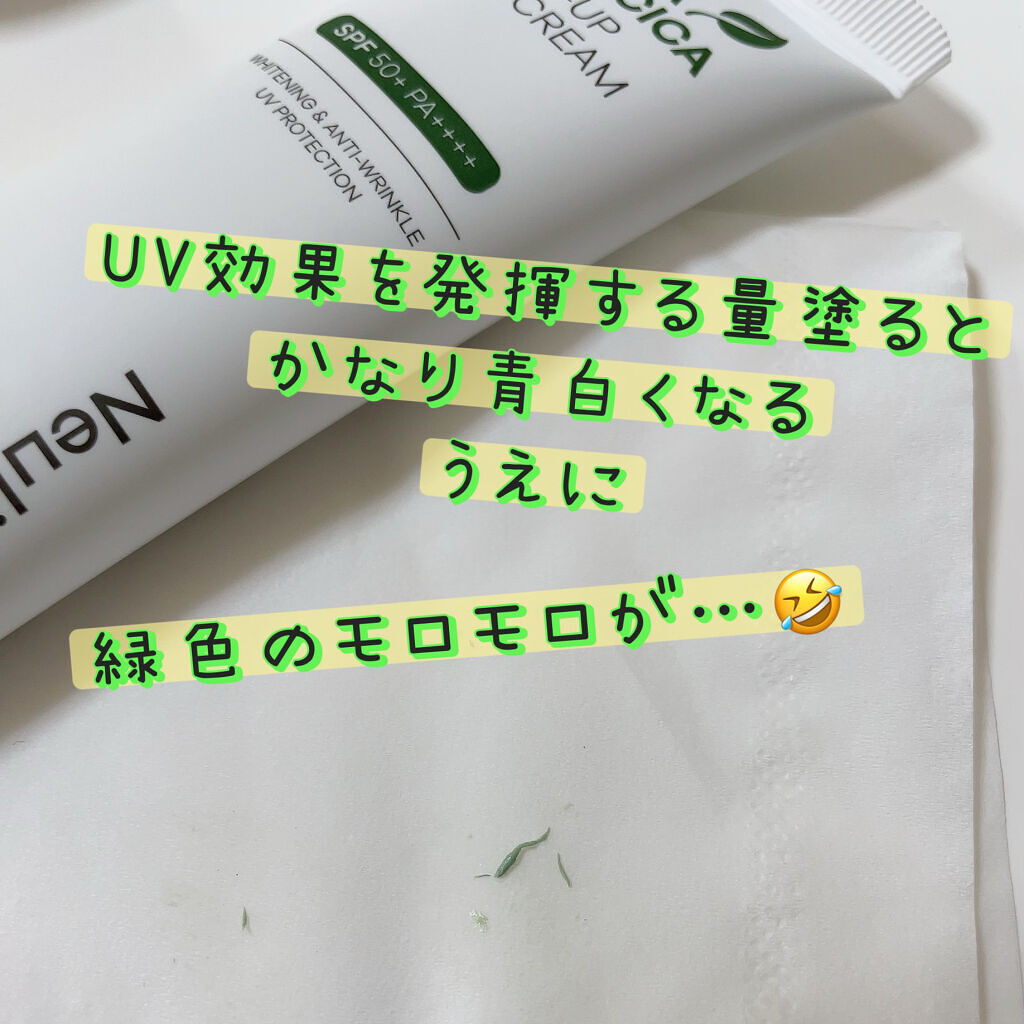 CICA
-UP
CREAM
SPF 50+ PA++++
WHITENING & ANTI-WRINKLE
UV PROTECTION
UV効果を発揮する量塗ると
かなり青白くなる
うえに
緑色のモロモロが…🤣